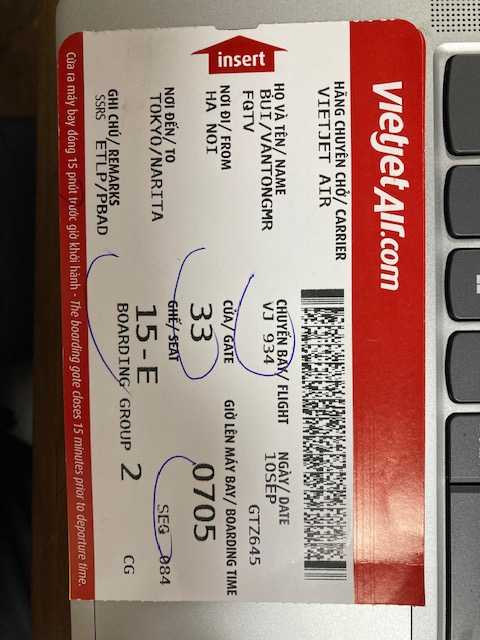 vietjetAir.com
HÃNG CHUYÊN CHỞ/ CARRIER
VIETJET AIR
CHUYẾN BAY/ FLIGHT
VJ 934
NGÀY/ DATE
10SEP
GTZ645
HỌ VÀ TÊN/ NAME
BUI/VANTONGMR
FQTV
NƠI ĐI/ FROM
HA NOI
CỬA/ GATE
33
GIỜ LÊN MÁY BAY/ BOARDING TIME
0705
NƠI ĐẾN/ TO
TOKYO/NARITA
GHẾ/ SEAT
15-E
SEQ 084
GHI CHÚ/ REMARKS
SSRS ETLP/PBAD
BOARDING GROUP 2
CG
Cửa ra máy bay đóng 15 phút trước giờ khởi hành - The boarding gate closes 15 minutes prior to departure time.
insert